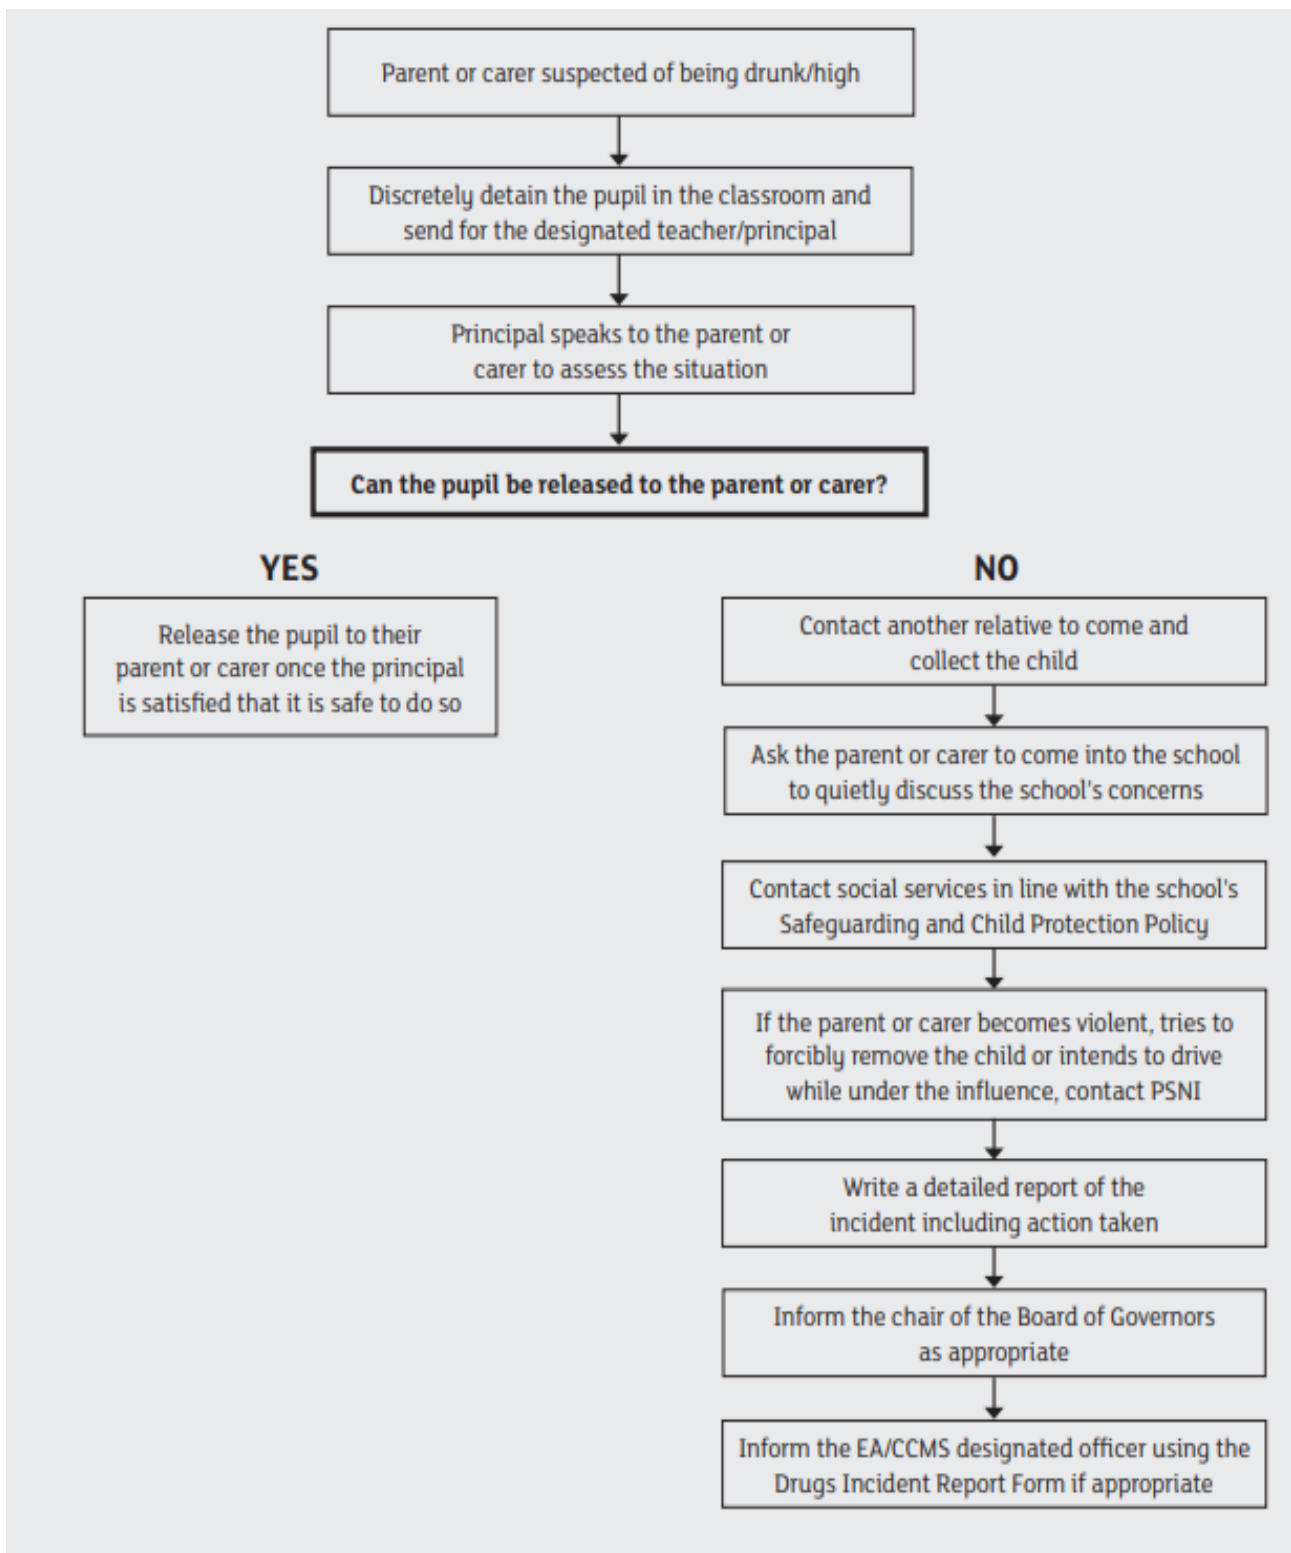 Parent or carer suspected of being drunk/high
Discretely detain the pupil in the classroom and
send for the designated teacher/principal
Principal speaks to the parent or
carer to assess the situation
Can the pupil be released to the parent or carer?
YES
Release the pupil to their
parent or carer once the principal
is satisfied that it is safe to do so
NO
Contact another relative to come and
collect the child
Ask the parent or carer to come into the school
to quietly discuss the school's concerns
Contact social services in line with the school's
Safeguarding and Child Protection Policy
If the parent or carer becomes violent, tries to
forcibly remove the child or intends to drive
while under the influence, contact PSNI
Write a detailed report of the
incident including action taken
Inform the chair of the Board of Governors
as appropriate
Inform the EA/CCMS designated officer using the
Drugs Incident Report Form if appropriate